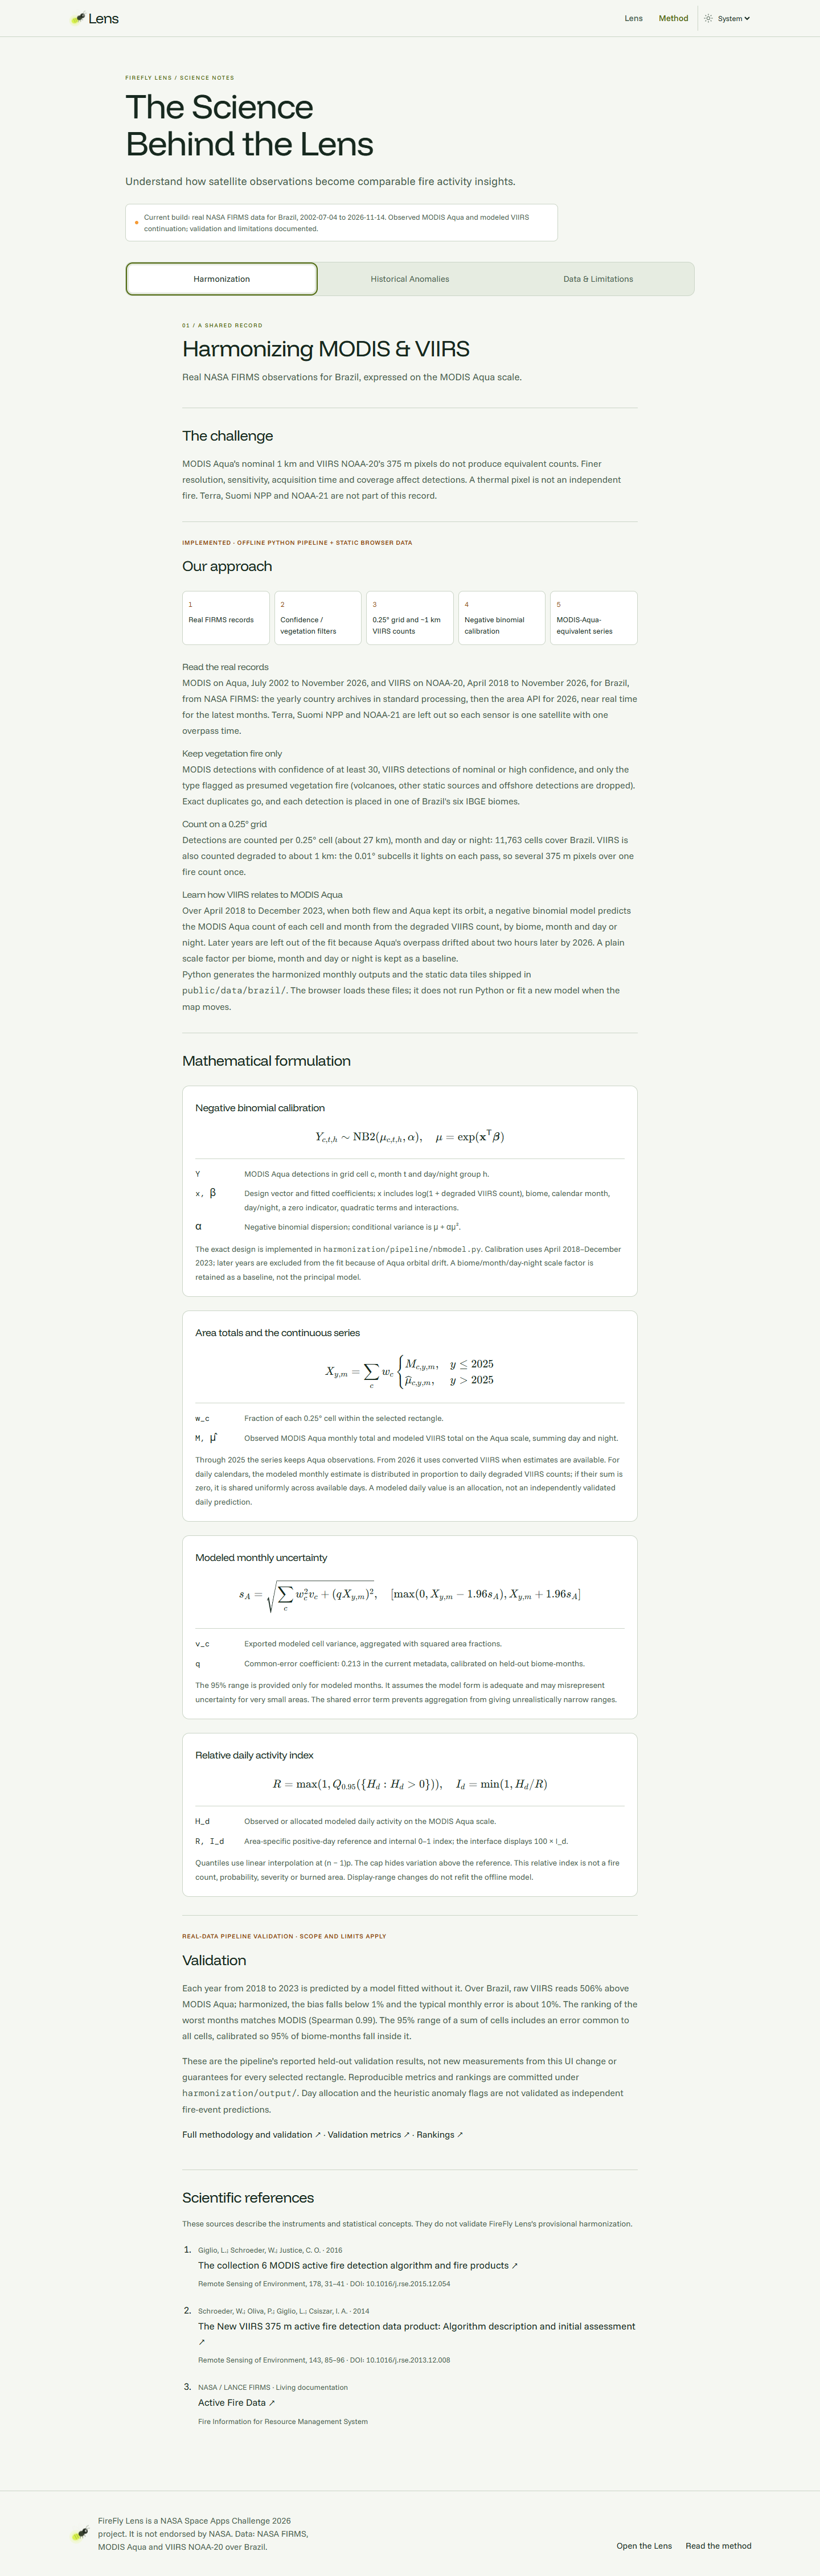 Lens
Lens Method System
FIREFLY LENS / SCIENCE NOTES
The Science
Behind the Lens
Understand how satellite observations become comparable fire activity insights.
Current build: real NASA FIRMS data for Brazil, 2002-07-04 to 2026-11-14. Observed MODIS Aqua and modeled VIIRS
continuation; validation and limitations documented.
Harmonization Historical Anomalies Data & Limitations
01 / A SHARED RECORD
Harmonizing MODIS & VIIRS
Real NASA FIRMS observations for Brazil, expressed on the MODIS Aqua scale.
The challenge
MODIS Aqua's nominal 1 km and VIIRS NOAA-20's 375 m pixels do not produce equivalent counts. Finer
resolution, sensitivity, acquisition time and coverage affect detections. A thermal pixel is not an independent
fire. Terra, Suomi NPP and NOAA-21 are not part of this record.
IMPLEMENTED · OFFLINE PYTHON PIPELINE + STATIC BROWSER DATA
Our approach
1
Real FIRMS records
2
Confidence /
vegetation filters
3
0.25° grid and ~1 km
VIIRS counts
4
Negative binomial
calibration
5
MODIS-Aqua-
equivalent series
Read the real records
MODIS on Aqua, July 2002 to November 2026, and VIIRS on NOAA-20, April 2018 to November 2026, for Brazil,
from NASA FIRMS: the yearly country archives in standard processing, then the area API for 2026, near real time
for the latest months. Terra, Suomi NPP and NOAA-21 are left out so each sensor is one satellite with one
overpass time.
Keep vegetation fire only
MODIS detections with confidence of at least 30, VIIRS detections of nominal or high confidence, and only the
type flagged as presumed vegetation fire (volcanoes, other static sources and offshore detections are dropped).
Exact duplicates go, and each detection is placed in one of Brazil's six IBGE biomes.
Count on a 0.25° grid
Detections are counted per 0.25° cell (about 27 km), month and day or night: 11,763 cells cover Brazil. VIIRS is
also counted degraded to about 1 km: the 0.01° subcells it lights on each pass, so several 375 m pixels over one
fire count once.
Learn how VIIRS relates to MODIS Aqua
Over April 2018 to December 2023, when both flew and Aqua kept its orbit, a negative binomial model predicts
the MODIS Aqua count of each cell and month from the degraded VIIRS count, by biome, month and day or
night. Later years are left out of the fit because Aqua's overpass drifted about two hours later by 2026. A plain
scale factor per biome, month and day or night is kept as a baseline.
Python generates the harmonized monthly outputs and the static data tiles shipped in
public/data/brazil/. The browser loads these files; it does not run Python or fit a new model when the
map moves.
Mathematical formulation
Negative binomial calibration
Y_{c,t,h} ∼ NB2(μ_{c,t,h}, α), μ = exp(x^⊤β)
Y MODIS Aqua detections in grid cell c, month t and day/night group h.
x, β Design vector and fitted coefficients; x includes log(1 + degraded VIIRS count), biome, calendar month,
day/night, a zero indicator, quadratic terms and interactions.
α Negative binomial dispersion; conditional variance is μ + αμ².
The exact design is implemented in harmonization/pipeline/nbmodel.py. Calibration uses April 2018–December
2023; later years are excluded from the fit because of Aqua orbital drift. A biome/month/day-night scale factor is
retained as a baseline, not the principal model.
Area totals and the continuous series
X_{y,m} = ∑_c w_c { M_{c,y,m}, y ≤ 2025
μ̂_{c,y,m}, y > 2025
w_c Fraction of each 0.25° cell within the selected rectangle.
M, μ̂ Observed MODIS Aqua monthly total and modeled VIIRS total on the Aqua scale, summing day and night.
Through 2025 the series keeps Aqua observations. From 2026 it uses converted VIIRS when estimates are available. For
daily calendars, the modeled monthly estimate is distributed in proportion to daily degraded VIIRS counts; if their sum is
zero, it is shared uniformly across available days. A modeled daily value is an allocation, not an independently validated
daily prediction.
Modeled monthly uncertainty
s_A = √(∑_c w_c² v_c + (qX_{y,m})²), [max(0, X_{y,m} − 1.96s_A), X_{y,m} + 1.96s_A]
v_c Exported modeled cell variance, aggregated with squared area fractions.
q Common-error coefficient: 0.213 in the current metadata, calibrated on held-out biome-months.
The 95% range is provided only for modeled months. It assumes the model form is adequate and may misrepresent
uncertainty for very small areas. The shared error term prevents aggregation from giving unrealistically narrow ranges.
Relative daily activity index
R = max(1, Q_{0.95}({H_d : H_d > 0})), I_d = min(1, H_d/R)
H_d Observed or allocated modeled daily activity on the MODIS Aqua scale.
R, I_d Area-specific positive-day reference and internal 0–1 index; the interface displays 100 × I_d.
Quantiles use linear interpolation at (n − 1)p. The cap hides variation above the reference. This relative index is not a fire
count, probability, severity or burned area. Display-range changes do not refit the offline model.
REAL-DATA PIPELINE VALIDATION · SCOPE AND LIMITS APPLY
Validation
Each year from 2018 to 2023 is predicted by a model fitted without it. Over Brazil, raw VIIRS reads 506% above
MODIS Aqua; harmonized, the bias falls below 1% and the typical monthly error is about 10%. The ranking of the
worst months matches MODIS (Spearman 0.99). The 95% range of a sum of cells includes an error common to
all cells, calibrated so 95% of biome-months fall inside it.
These are the pipeline's reported held-out validation results, not new measurements from this UI change or
guarantees for every selected rectangle. Reproducible metrics and rankings are committed under
harmonization/output/. Day allocation and the heuristic anomaly flags are not validated as independent
fire-event predictions.
Full methodology and validation ↗ · Validation metrics ↗ · Rankings ↗
Scientific references
These sources describe the instruments and statistical concepts. They do not validate FireFly Lens's provisional harmonization.
1. Giglio, L.; Schroeder, W.; Justice, C. O. · 2016
The collection 6 MODIS active fire detection algorithm and fire products ↗
Remote Sensing of Environment, 178, 31–41 · DOI: 10.1016/j.rse.2015.12.054
2. Schroeder, W.; Oliva, P.; Giglio, L.; Csiszar, I. A. · 2014
The New VIIRS 375 m active fire detection data product: Algorithm description and initial assessment
↗
Remote Sensing of Environment, 143, 85–96 · DOI: 10.1016/j.rse.2013.12.008
3. NASA / LANCE FIRMS · Living documentation
Active Fire Data ↗
Fire Information for Resource Management System
FireFly Lens is a NASA Space Apps Challenge 2026
project. It is not endorsed by NASA. Data: NASA FIRMS,
MODIS Aqua and VIIRS NOAA-20 over Brazil.
Open the Lens Read the method